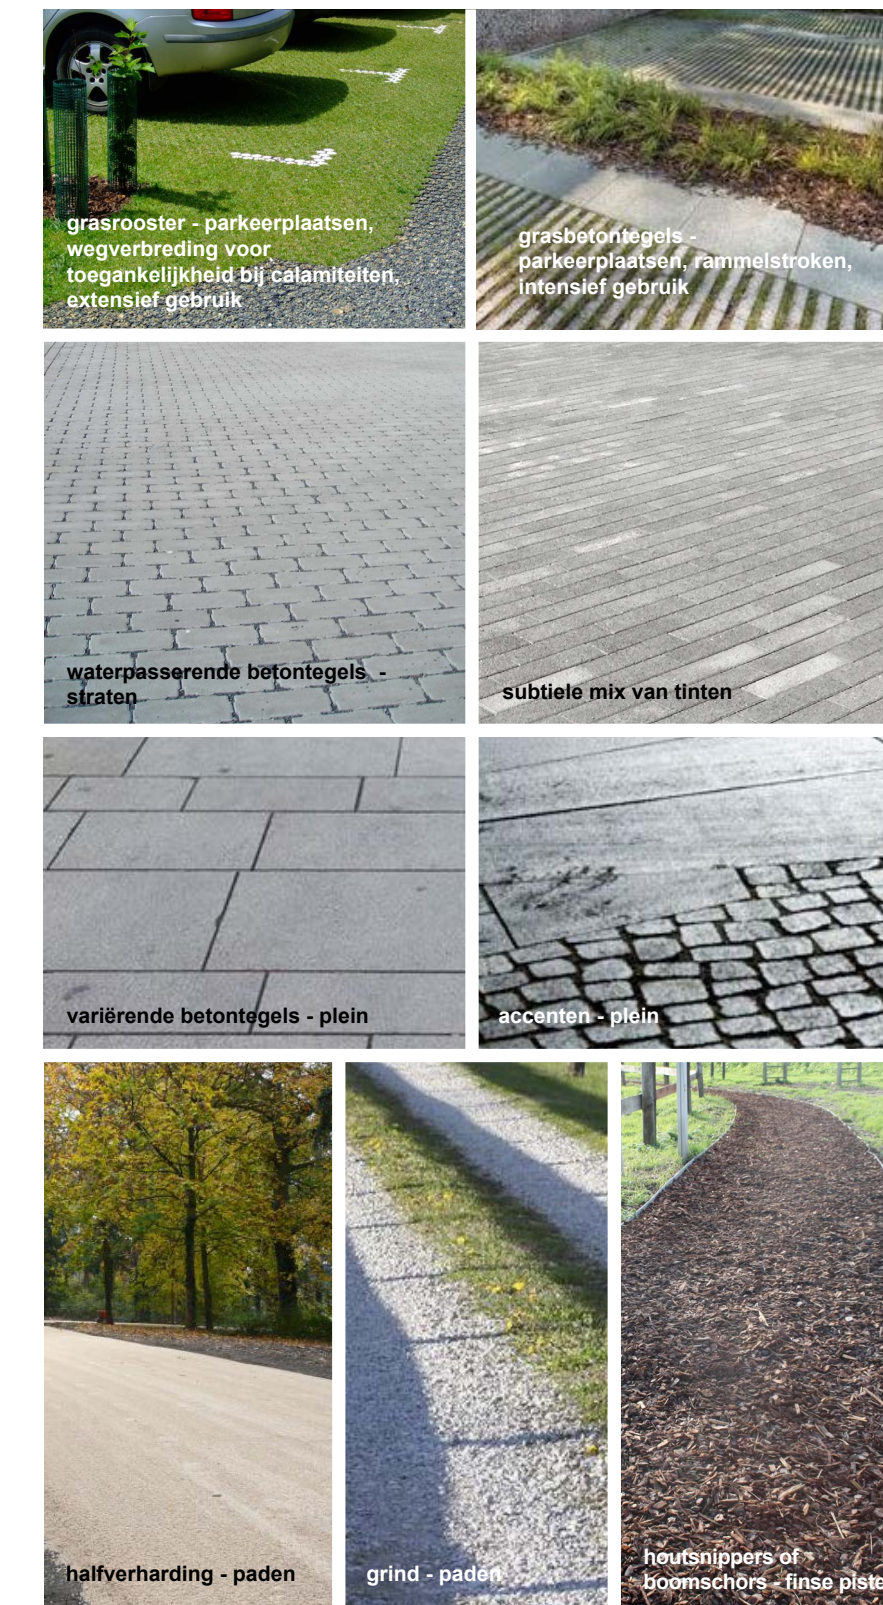 grasrooster - parkeerplaatsen,
wegverbreding voor
toegankelijkheid bij calamiteiten,
extensief gebruik
grasbetontegels -
parkeerplaatsen, rammelstroken,
intensief gebruik
waterpasserende betontegels -
straten
subtiele mix van tinten
variërende betontegels - plein
accenten - plein
halfverharding - paden
grind - paden
houtsnippers of
boomschors - finse piste